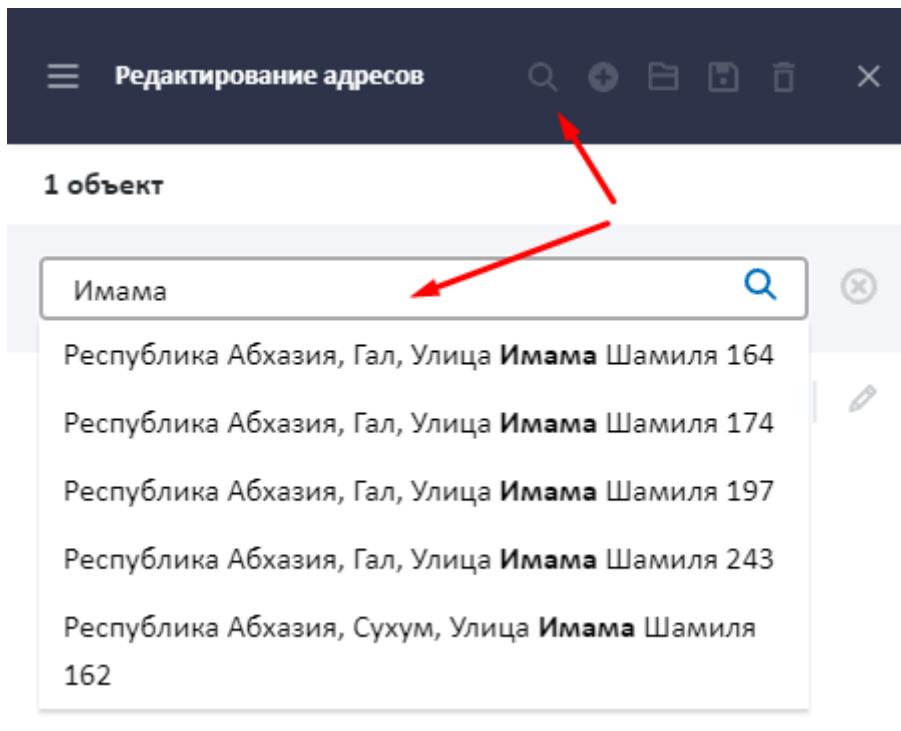 Редактирование адресов
1 объект
Имама
Республика Абхазия, Гал, Улица Имама Шамиля 164
Республика Абхазия, Гал, Улица Имама Шамиля 174
Республика Абхазия, Гал, Улица Имама Шамиля 197
Республика Абхазия, Гал, Улица Имама Шамиля 243
Республика Абхазия, Сухум, Улица Имама Шамиля
162